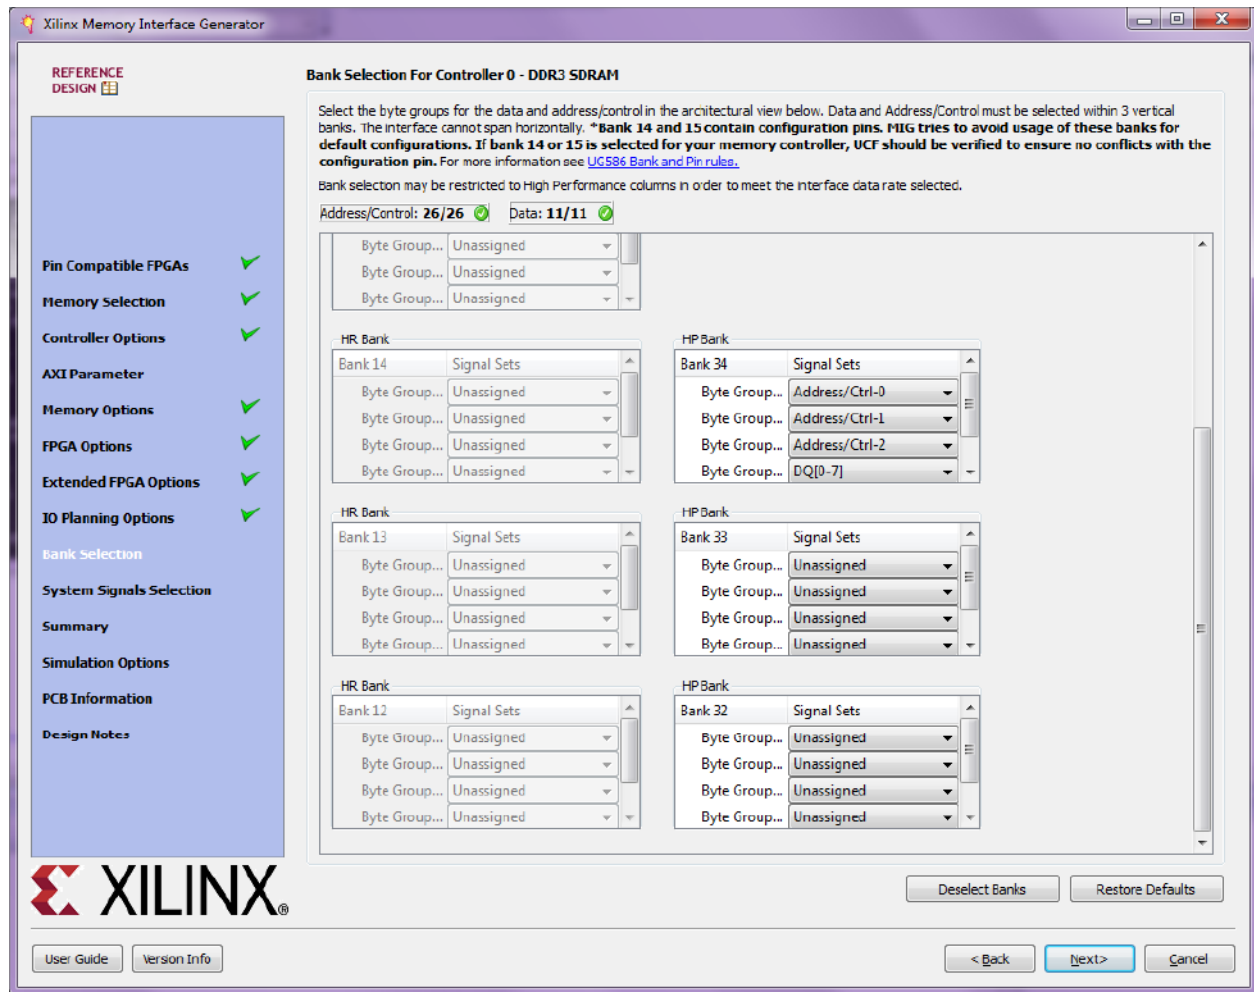 Xilinx Memory Interface Generator
REFERENCE
DESIGN
Pin Compatible FPGAs
Memory Selection
Controller Options
AXI Parameter
Memory Options
FPGA Options
Extended FPGA Options
IO Planning Options
Bank Selection
System Signals Selection
Summary
Simulation Options
PCB Information
Design Notes
XILINX®
Bank Selection For Controller 0 - DDR3 SDRAM
Select the byte groups for the data and address/control in the architectural view below. Data and Address/Control must be selected within 3 vertical
banks. The interface cannot span horizontally. *Bank 14 and 15 contain configuration pins. MIG tries to avoid usage of these banks for
default configurations. If bank 14 or 15 is selected for your memory controller, UCF should be verified to ensure no conflicts with the
configuration pin. For more information see UG586 Bank and Pin rules.
Bank selection may be restricted to High Performance columns in order to meet the interface data rate selected.
Address/Control: 26/26 Data: 11/11
Byte Group... Unassigned
Byte Group... Unassigned
Byte Group... Unassigned
HR Bank
Bank 14 Signal Sets
Byte Group... Unassigned
Byte Group... Unassigned
Byte Group... Unassigned
Byte Group... Unassigned
HP Bank
Bank 34 Signal Sets
Byte Group... Address/Ctrl-0
Byte Group... Address/Ctrl-1
Byte Group... Address/Ctrl-2
Byte Group... DQ[0-7]
HR Bank
Bank 13 Signal Sets
Byte Group... Unassigned
Byte Group... Unassigned
Byte Group... Unassigned
Byte Group... Unassigned
HP Bank
Bank 33 Signal Sets
Byte Group... Unassigned
Byte Group... Unassigned
Byte Group... Unassigned
Byte Group... Unassigned
HR Bank
Bank 12 Signal Sets
Byte Group... Unassigned
Byte Group... Unassigned
Byte Group... Unassigned
Byte Group... Unassigned
HP Bank
Bank 32 Signal Sets
Byte Group... Unassigned
Byte Group... Unassigned
Byte Group... Unassigned
Byte Group... Unassigned
Deselect Banks Restore Defaults
User Guide Version Info < Back Next> Cancel